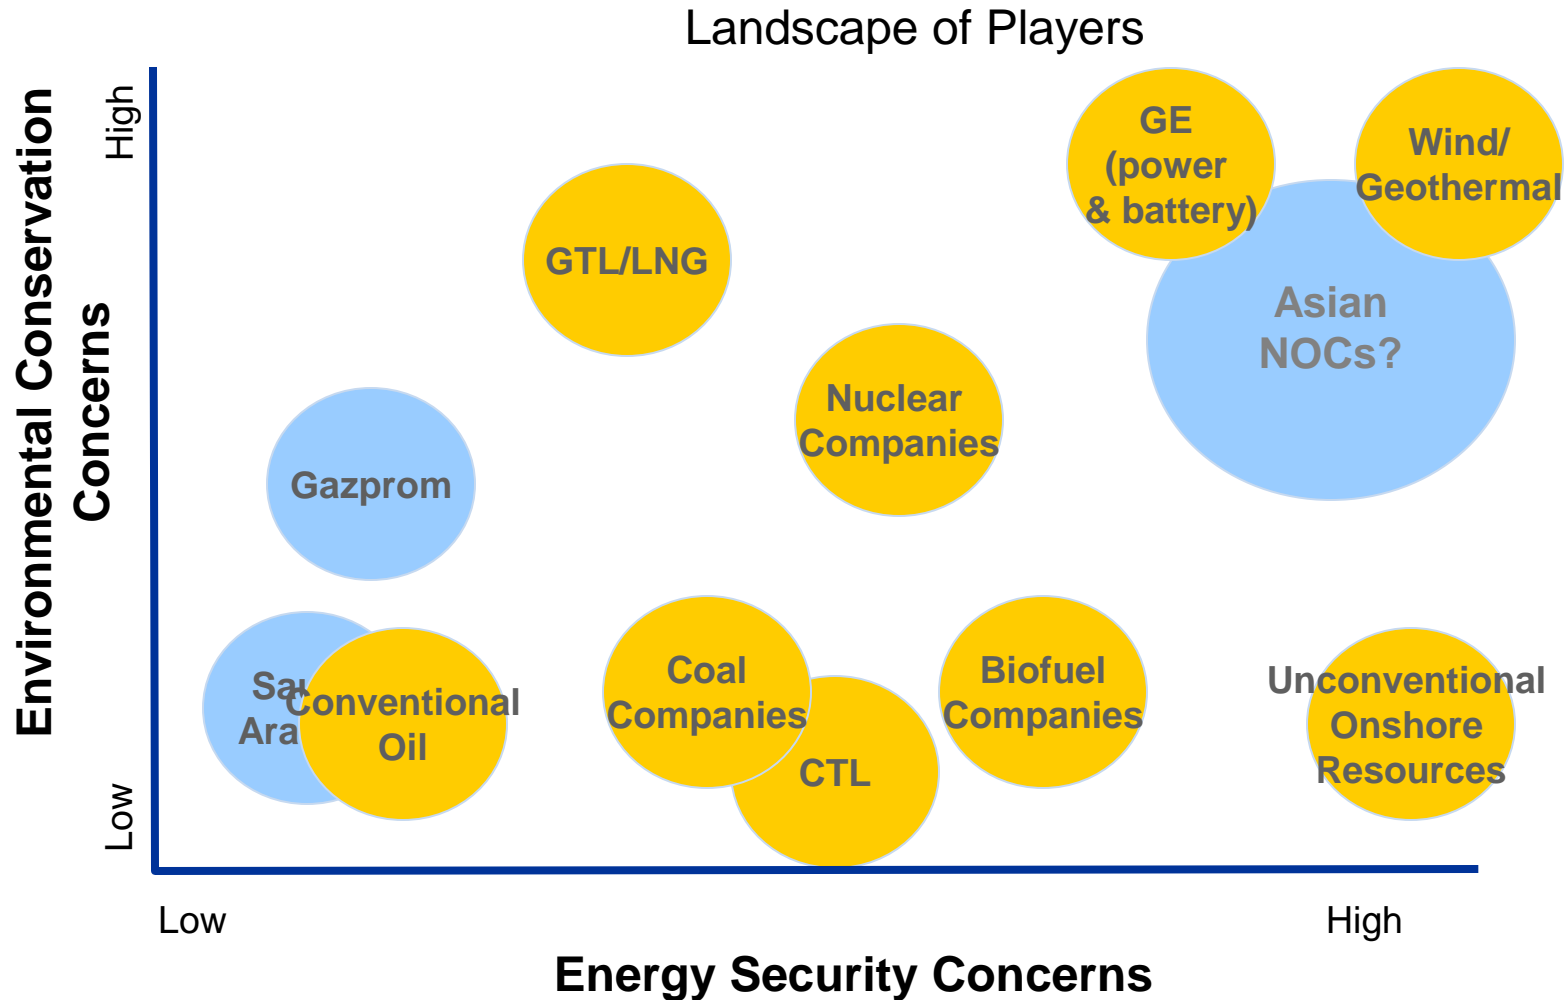 Landscape of Players
Environmental Conservation
Concerns
High
Low
GE
(power
& battery)
Wind/
Geothermal
GTL/LNG
Asian
NOCs?
Nuclear
Companies
Gazprom
Conventional
Oil
Coal
Companies
CTL
Biofuel
Companies
Unconventional
Onshore
Resources
Low
High
Energy Security Concerns